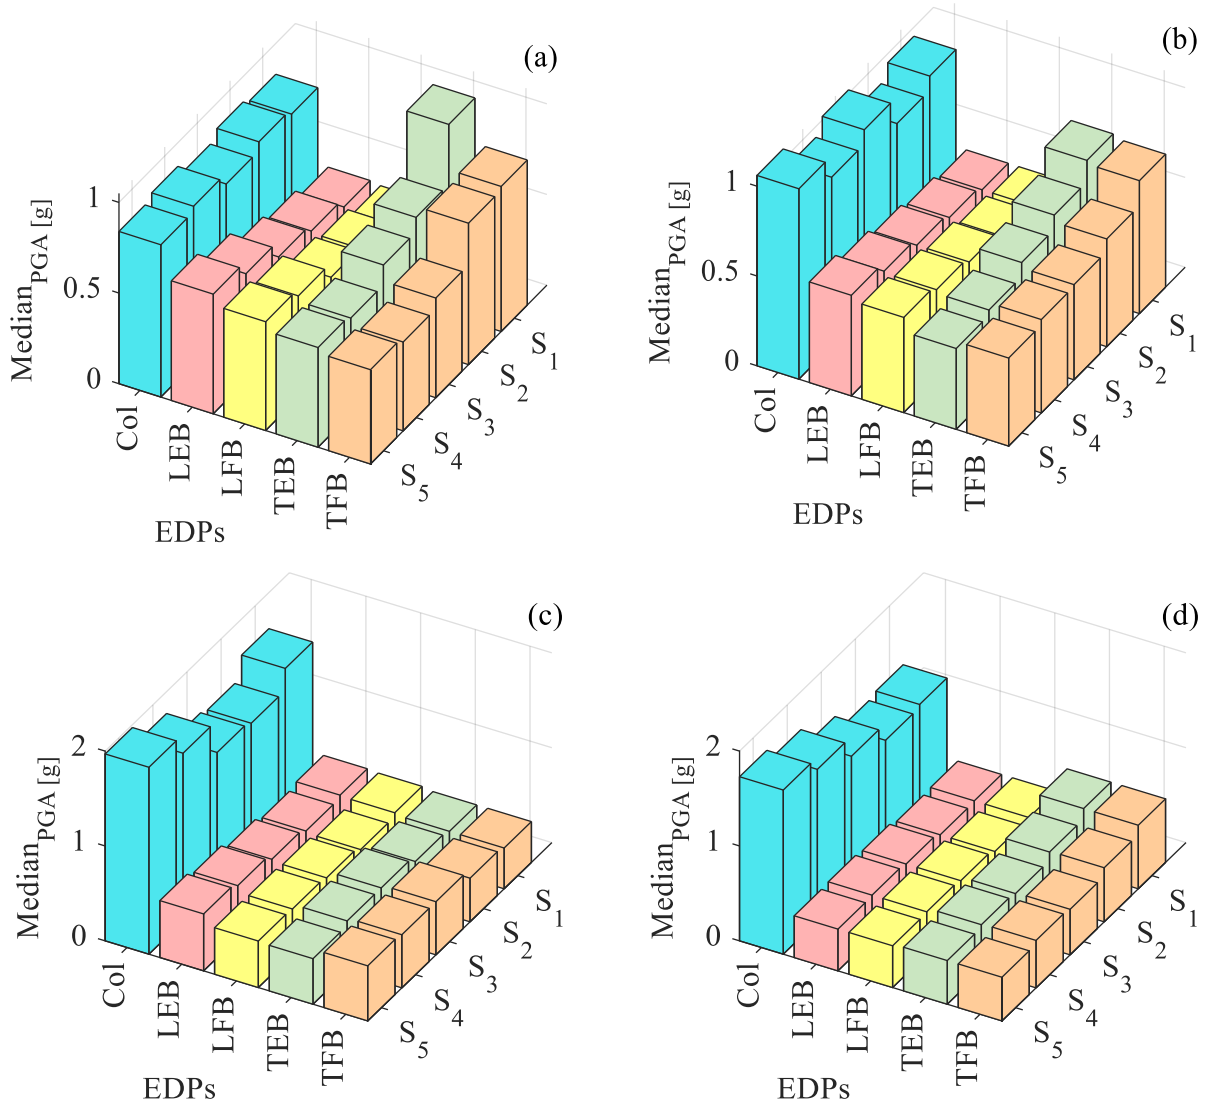 (a)
1
0.5
0
Median_PGA [g]
Col
LEB
LFB
TEB
TFB
EDPs
S_5
S_4
S_3
S_2
S_1
(b)
1
0.5
0
Median_PGA [g]
Col
LEB
LFB
TEB
TFB
EDPs
S_5
S_4
S_3
S_2
S_1
(c)
2
1
0
Median_PGA [g]
Col
LEB
LFB
TEB
TFB
EDPs
S_5
S_4
S_3
S_2
S_1
(d)
2
1
0
Median_PGA [g]
Col
LEB
LFB
TEB
TFB
EDPs
S_5
S_4
S_3
S_2
S_1